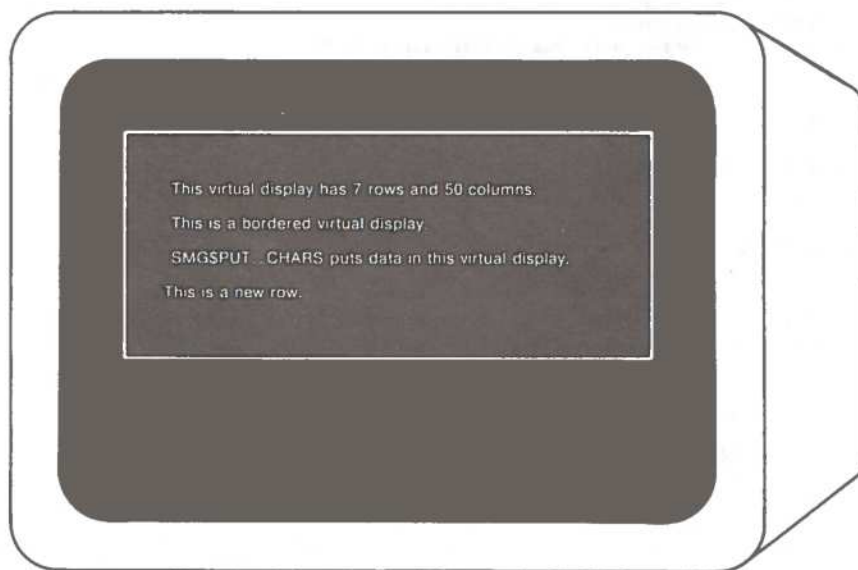 This virtual display has 7 rows and 50 columns.
This is a bordered virtual display
SMG$PUT_CHARS puts data in this virtual display.
This is a new row.